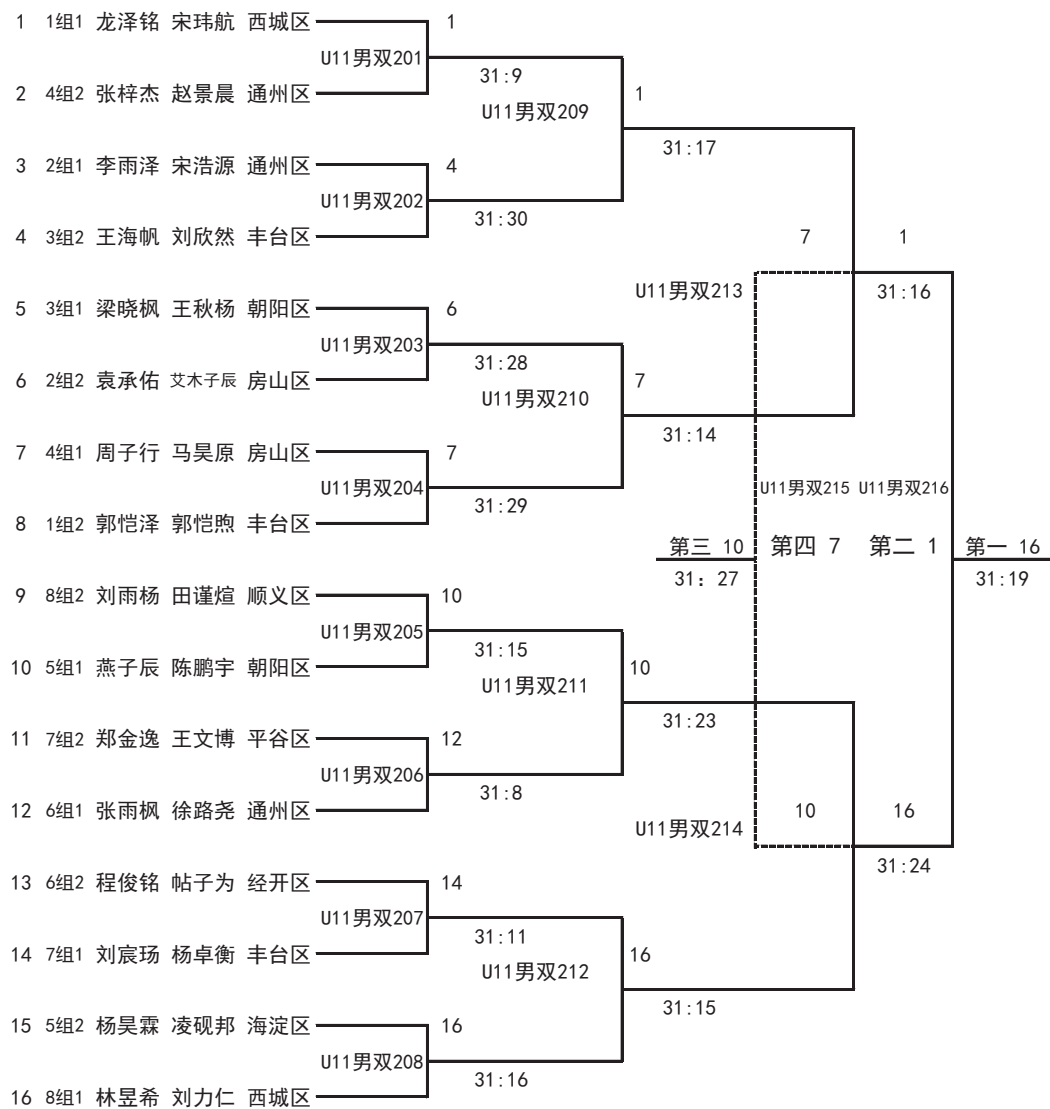 1 1组1 龙泽铭 宋玮航 西城区 1
U11男双201
31:9
2 4组2 张梓杰 赵景晨 通州区
U11男双209 1
31:17
3 2组1 李雨泽 宋浩源 通州区 4
U11男双202
31:30
4 3组2 王海帆 刘欣然 丰台区
7 1
U11男双213 31:16
5 3组1 梁晓枫 王秋杨 朝阳区 6
U11男双203
31:28
6 2组2 袁承佑 艾木子辰 房山区
U11男双210 7
31:14
7 4组1 周子行 马昊原 房山区 7
U11男双204
31:29
U11男双215 U11男双216
8 1组2 郭恺泽 郭恺煦 丰台区
第三 10 第四 7 第二 1 第一 16
31：27 31:19
9 8组2 刘雨杨 田谨煊 顺义区 10
U11男双205
31:15
10 5组1 燕子辰 陈鹏宇 朝阳区
U11男双211 10
31:23
11 7组2 郑金逸 王文博 平谷区 12
U11男双206
31:8
12 6组1 张雨枫 徐路尧 通州区
10 16
U11男双214
31:24
13 6组2 程俊铭 帖子为 经开区 14
U11男双207
31:11
14 7组1 刘宸玚 杨卓衡 丰台区
U11男双212 16
31:15
15 5组2 杨昊霖 凌砚邦 海淀区 16
U11男双208
31:16
16 8组1 林昱希 刘力仁 西城区